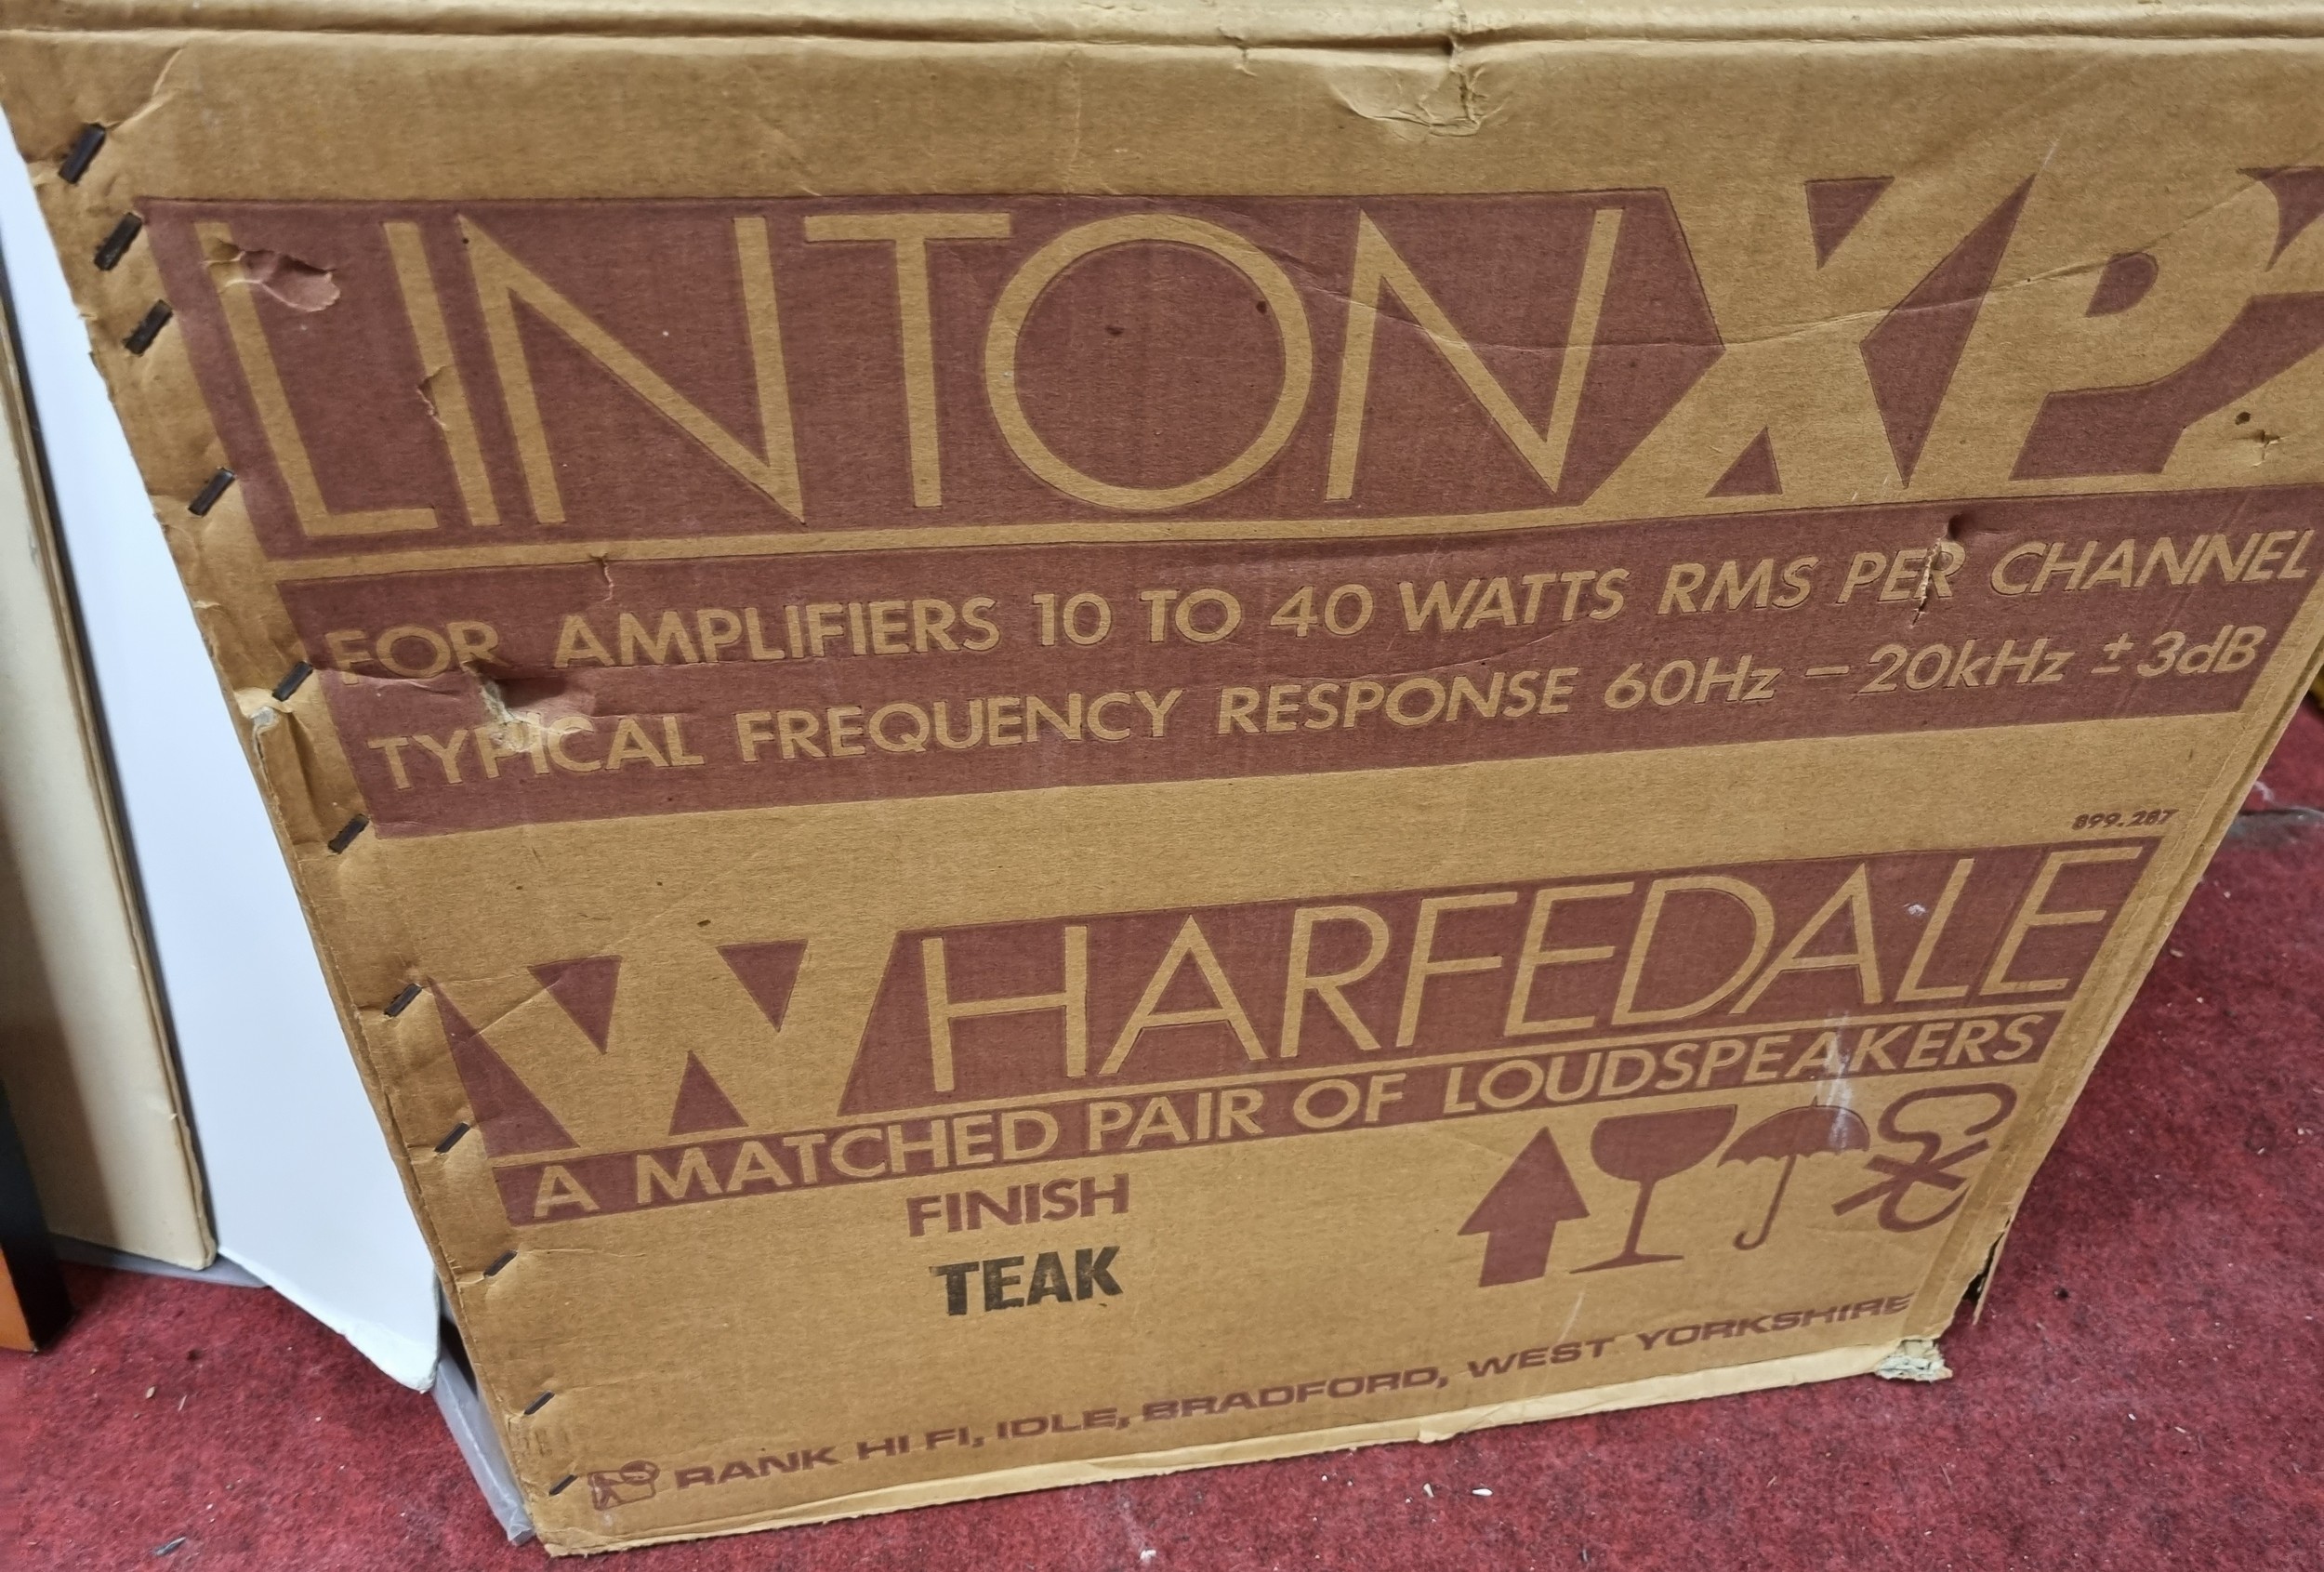 LINTON XP2
FOR AMPLIFIERS 10 TO 40 WATTS RMS PER CHANNEL
TYPICAL FREQUENCY RESPONSE 60Hz – 20kHz ±3dB
899.287
WHARFEDALE
A MATCHED PAIR OF LOUDSPEAKERS
FINISH
TEAK
RANK HI FI, IDLE, BRADFORD, WEST YORKSHIRE